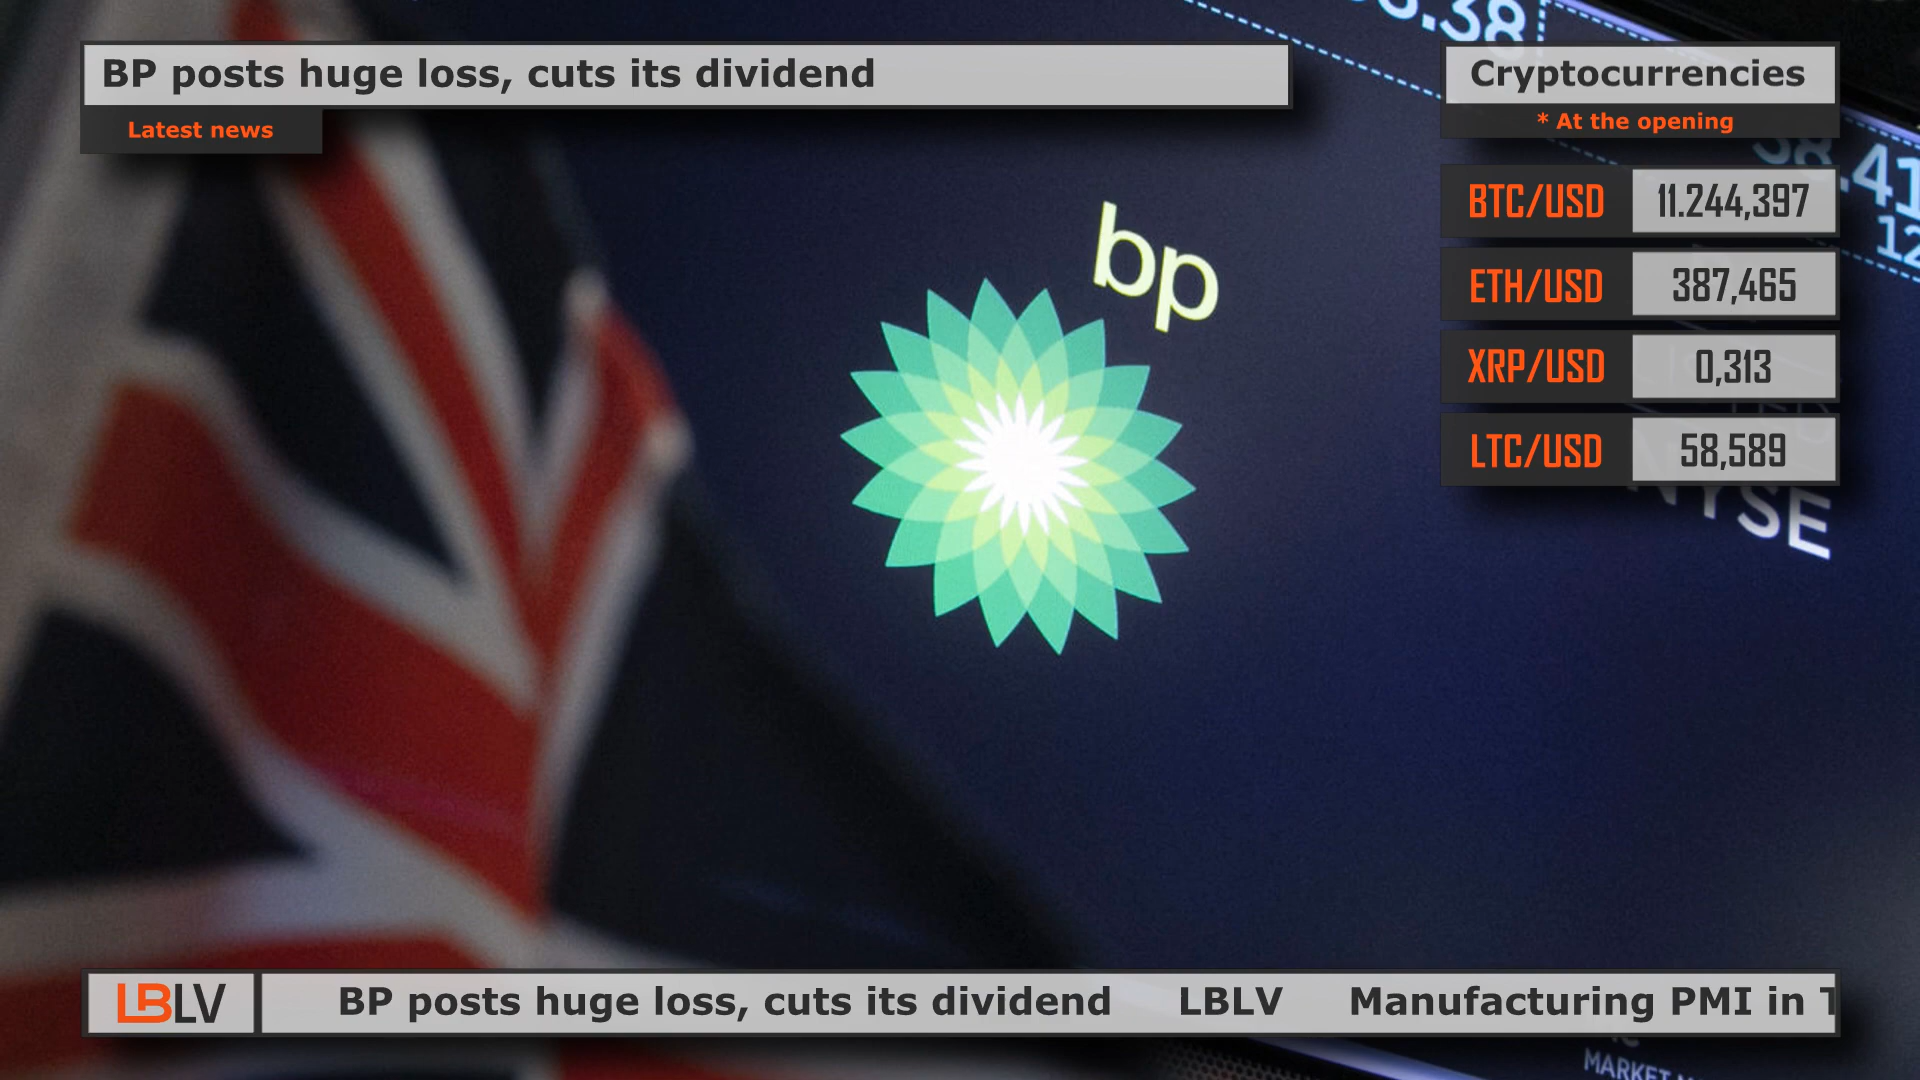 BP posts huge loss, cuts its dividend
Latest news
Cryptocurrencies
* At the opening
BTC/USD 11.244,397
ETH/USD 387,465
XRP/USD 0,313
LTC/USD 58,589
bp
NYSE
LBLV BP posts huge loss, cuts its dividend LBLV Manufacturing PMI in
MARKET